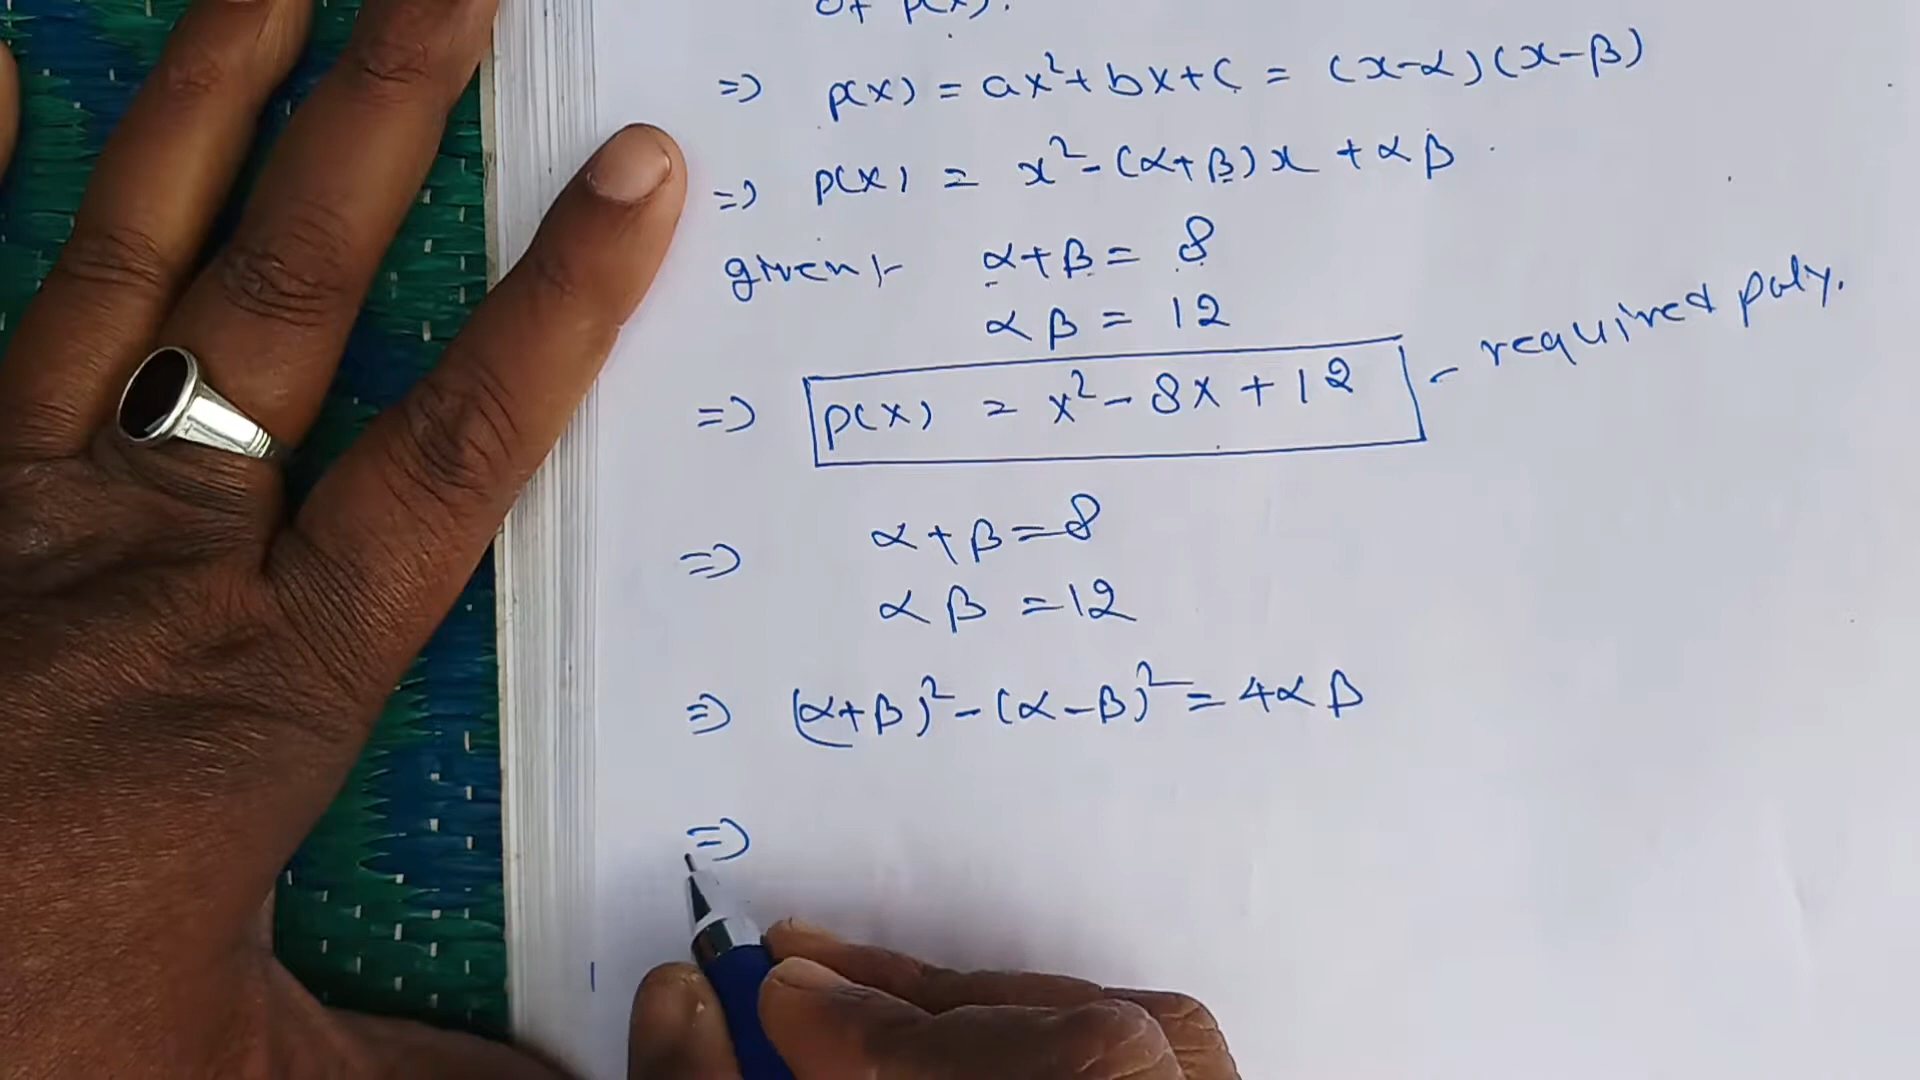 of p(x).
=> p(x) = ax²+bx+c = (x-α)(x-β)
=> p(x) = x²-(α+β)x + αβ
given:- α+β = 8
αβ = 12
=> p(x) = x²-8x+12 - required poly.
=> α+β=8
αβ=12
=> (α+β)²-(α-β)²=4αβ
=>